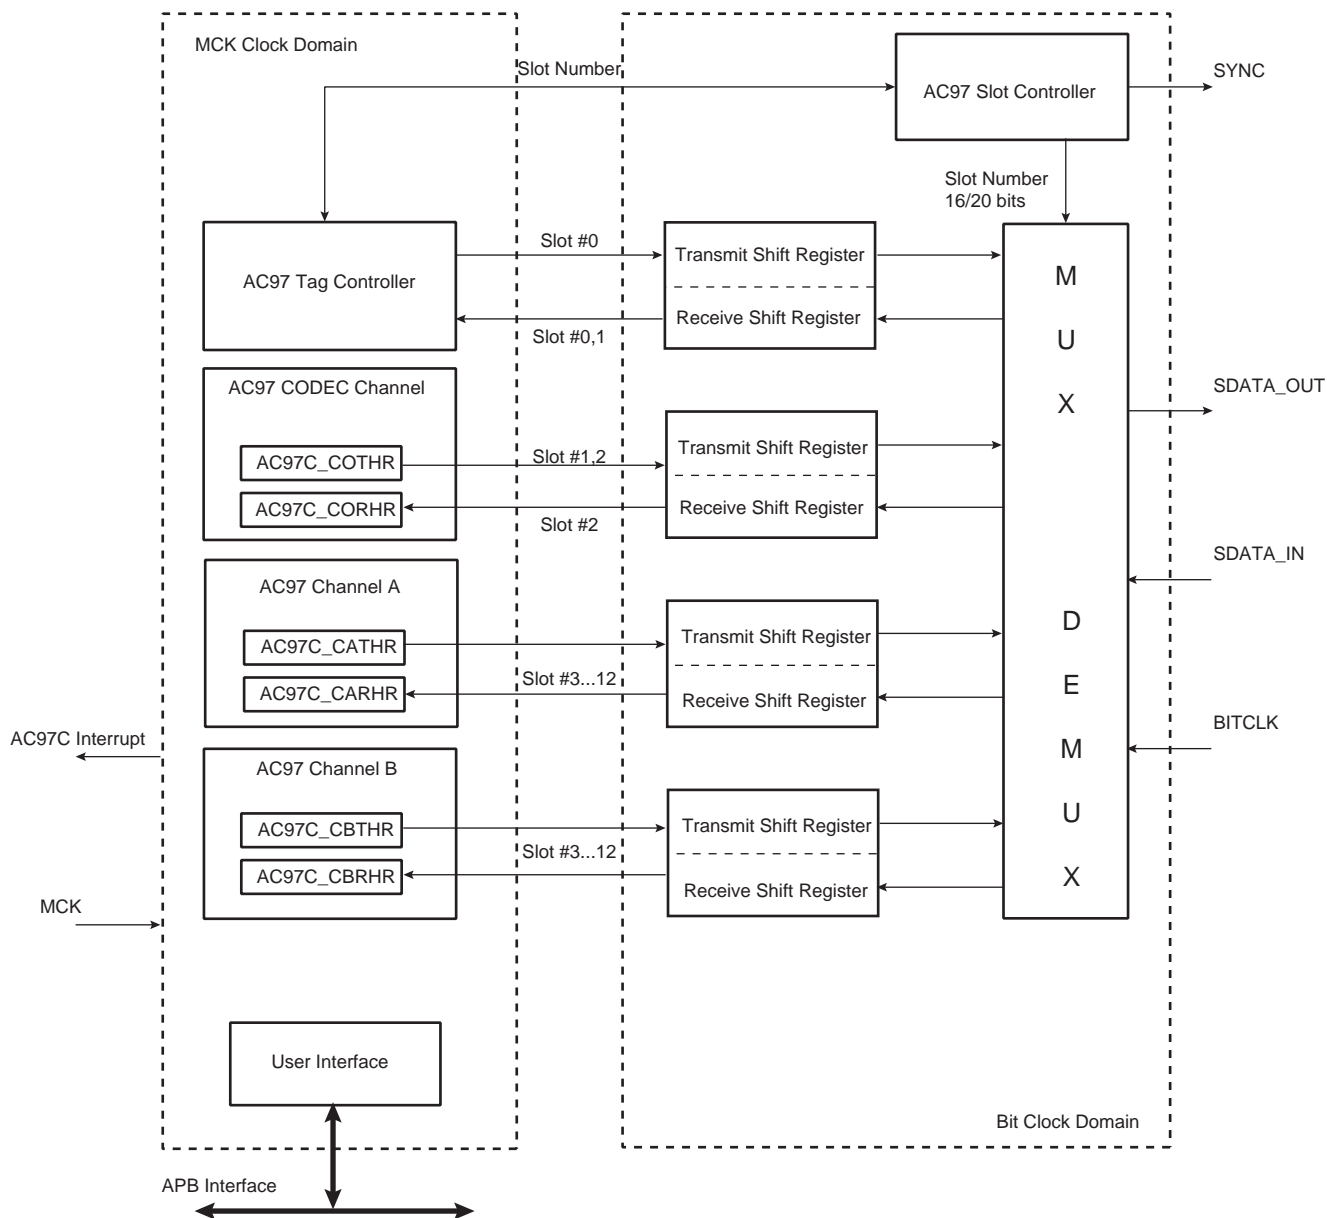 MCK Clock Domain
Slot Number
AC97 Slot Controller
SYNC
Slot Number
16/20 bits
AC97 Tag Controller
Slot #0
Slot #0,1
Transmit Shift Register
Receive Shift Register
M
U
X
D
E
M
U
X
AC97 CODEC Channel
AC97C_COTHR
AC97C_CORHR
Slot #1,2
Slot #2
Transmit Shift Register
Receive Shift Register
SDATA_OUT
AC97 Channel A
AC97C_CATHR
AC97C_CARHR
Slot #3...12
Transmit Shift Register
Receive Shift Register
SDATA_IN
AC97C Interrupt
BITCLK
AC97 Channel B
AC97C_CBTHR
AC97C_CBRHR
Slot #3...12
Transmit Shift Register
Receive Shift Register
MCK
User Interface
Bit Clock Domain
APB Interface